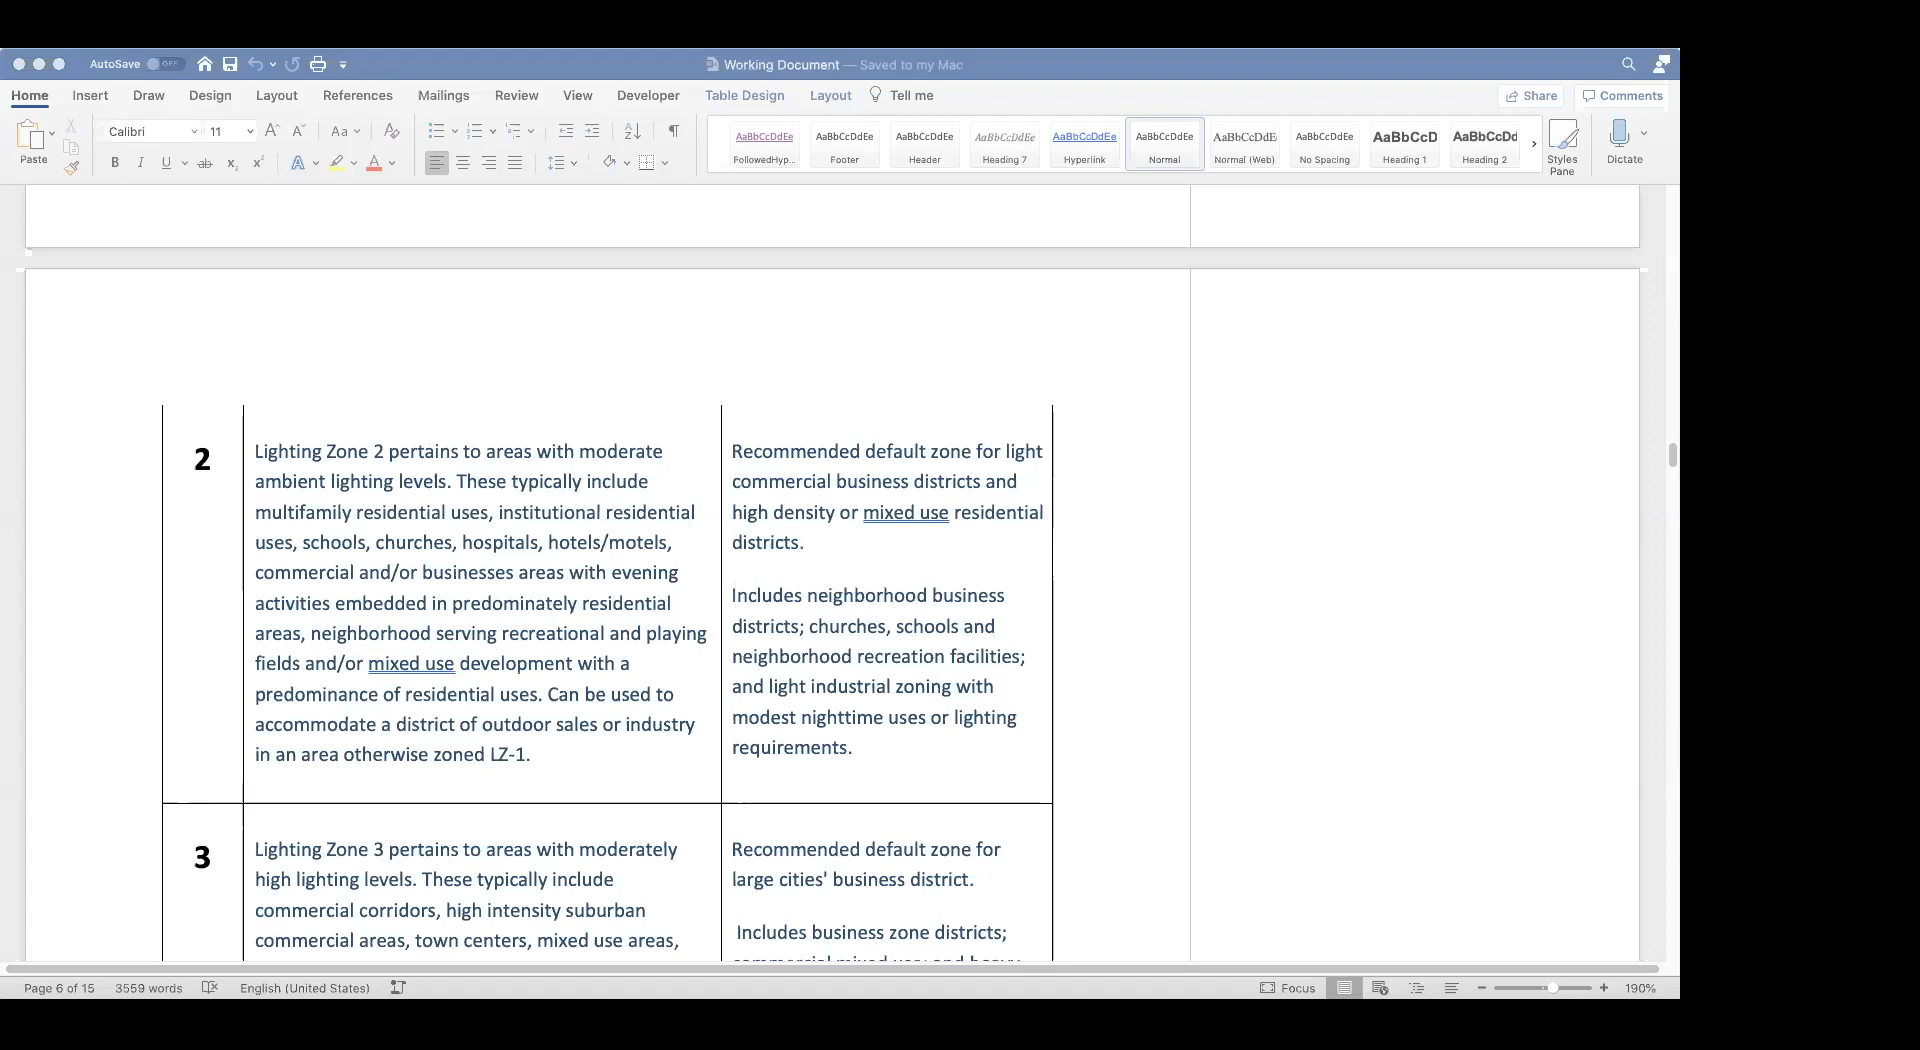 AutoSave OFF
Working Document — Saved to my Mac
Home Insert Draw Design Layout References Mailings Review View Developer Table Design Layout Tell me
Share Comments
Paste
Calibri 11
AaBbCcDdEe FollowedHyp...
AaBbCcDdEe Footer
AaBbCcDdEe Header
AaBbCcDdEe Heading 7
AaBbCcDdEe Hyperlink
AaBbCcDdEe Normal
AaBbCcDdE Normal (Web)
AaBbCcDdEe No Spacing
AaBbCcD Heading 1
AaBbCcDd Heading 2
Styles Pane
Dictate
2
Lighting Zone 2 pertains to areas with moderate
ambient lighting levels. These typically include
multifamily residential uses, institutional residential
uses, schools, churches, hospitals, hotels/motels,
commercial and/or businesses areas with evening
activities embedded in predominately residential
areas, neighborhood serving recreational and playing
fields and/or mixed use development with a
predominance of residential uses. Can be used to
accommodate a district of outdoor sales or industry
in an area otherwise zoned LZ-1.
Recommended default zone for light
commercial business districts and
high density or mixed use residential
districts.
Includes neighborhood business
districts; churches, schools and
neighborhood recreation facilities;
and light industrial zoning with
modest nighttime uses or lighting
requirements.
3
Lighting Zone 3 pertains to areas with moderately
high lighting levels. These typically include
commercial corridors, high intensity suburban
commercial areas, town centers, mixed use areas,
Recommended default zone for
large cities' business district.
Includes business zone districts;
commercial mixed use; and heavy
Page 6 of 15 3559 words English (United States) Focus 190%